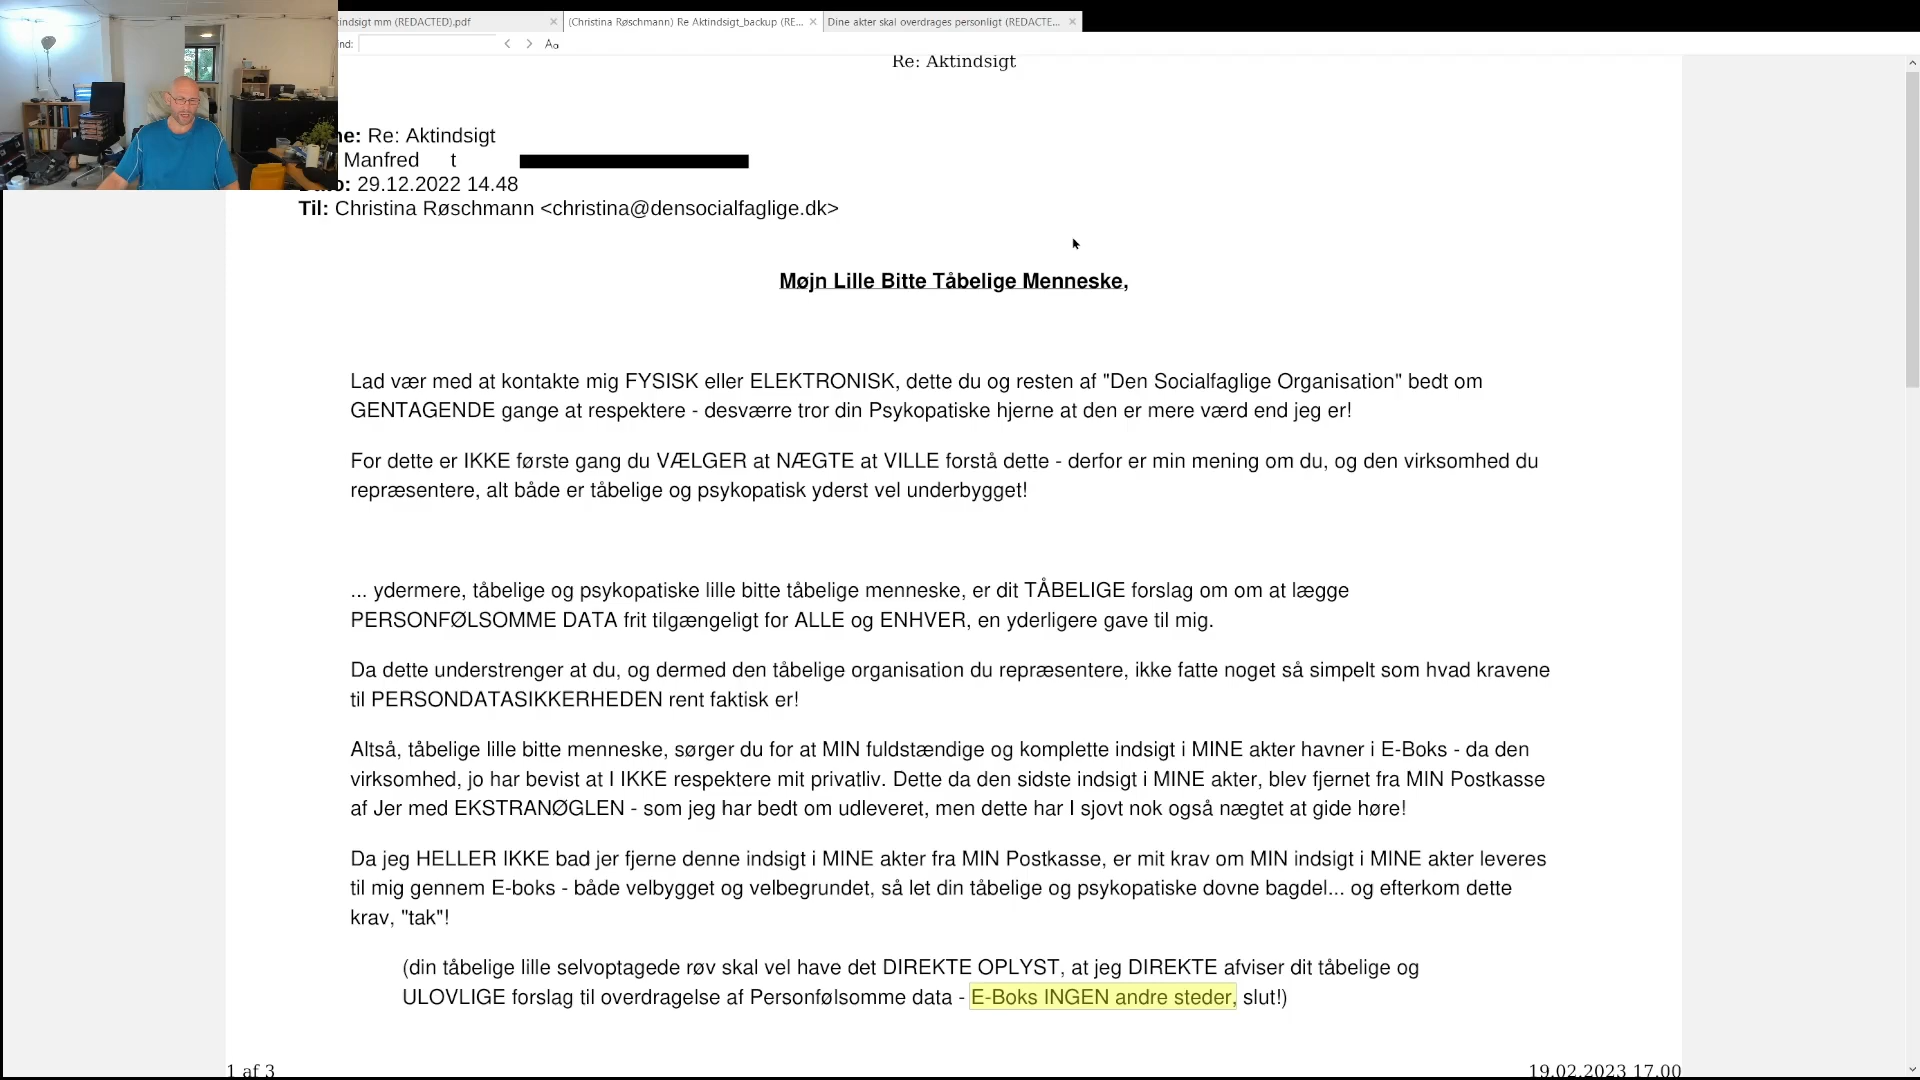 indsigt mm (REDACTED).pdf
(Christina Røschmann) Re Aktindsigt_backup (RE...
Dine akter skal overdrages personligt (REDACTE...
Re: Aktindsigt
Re: Aktindsigt
Manfred t
29.12.2022 14.48
Til: Christina Røschmann <christina@densocialfaglige.dk>
Møjn Lille Bitte Tåbelige Menneske,
Lad vær med at kontakte mig FYSISK eller ELEKTRONISK, dette du og resten af "Den Socialfaglige Organisation" bedt om
GENTAGENDE gange at respektere - desværre tror din Psykopatiske hjerne at den er mere værd end jeg er!
For dette er IKKE første gang du VÆLGER at NÆGTE at VILLE forstå dette - derfor er min mening om du, og den virksomhed du
repræsentere, alt både er tåbelige og psykopatisk yderst vel underbygget!
... ydermere, tåbelige og psykopatiske lille bitte tåbelige menneske, er dit TÅBELIGE forslag om om at lægge
PERSONFØLSOMME DATA frit tilgængeligt for ALLE og ENHVER, en yderligere gave til mig.
Da dette understrenger at du, og dermed den tåbelige organisation du repræsentere, ikke fatte noget så simpelt som hvad kravene
til PERSONDATASIKKERHEDEN rent faktisk er!
Altså, tåbelige lille bitte menneske, sørger du for at MIN fuldstændige og komplette indsigt i MINE akter havner i E-Boks - da den
virksomhed, jo har bevist at I IKKE respektere mit privatliv. Dette da den sidste indsigt i MINE akter, blev fjernet fra MIN Postkasse
af Jer med EKSTRANØGLEN - som jeg har bedt om udleveret, men dette har I sjovt nok også nægtet at gide høre!
Da jeg HELLER IKKE bad jer fjerne denne indsigt i MINE akter fra MIN Postkasse, er mit krav om MIN indsigt i MINE akter leveres
til mig gennem E-boks - både velbygget og velbegrundet, så let din tåbelige og psykopatiske dovne bagdel... og efterkom dette
krav, "tak"!
(din tåbelige lille selvoptagede røv skal vel have det DIREKTE OPLYST, at jeg DIREKTE afviser dit tåbelige og
ULOVLIGE forslag til overdragelse af Personfølsomme data - E-Boks INGEN andre steder, slut!)
1 af 3
19.02.2023 17.00